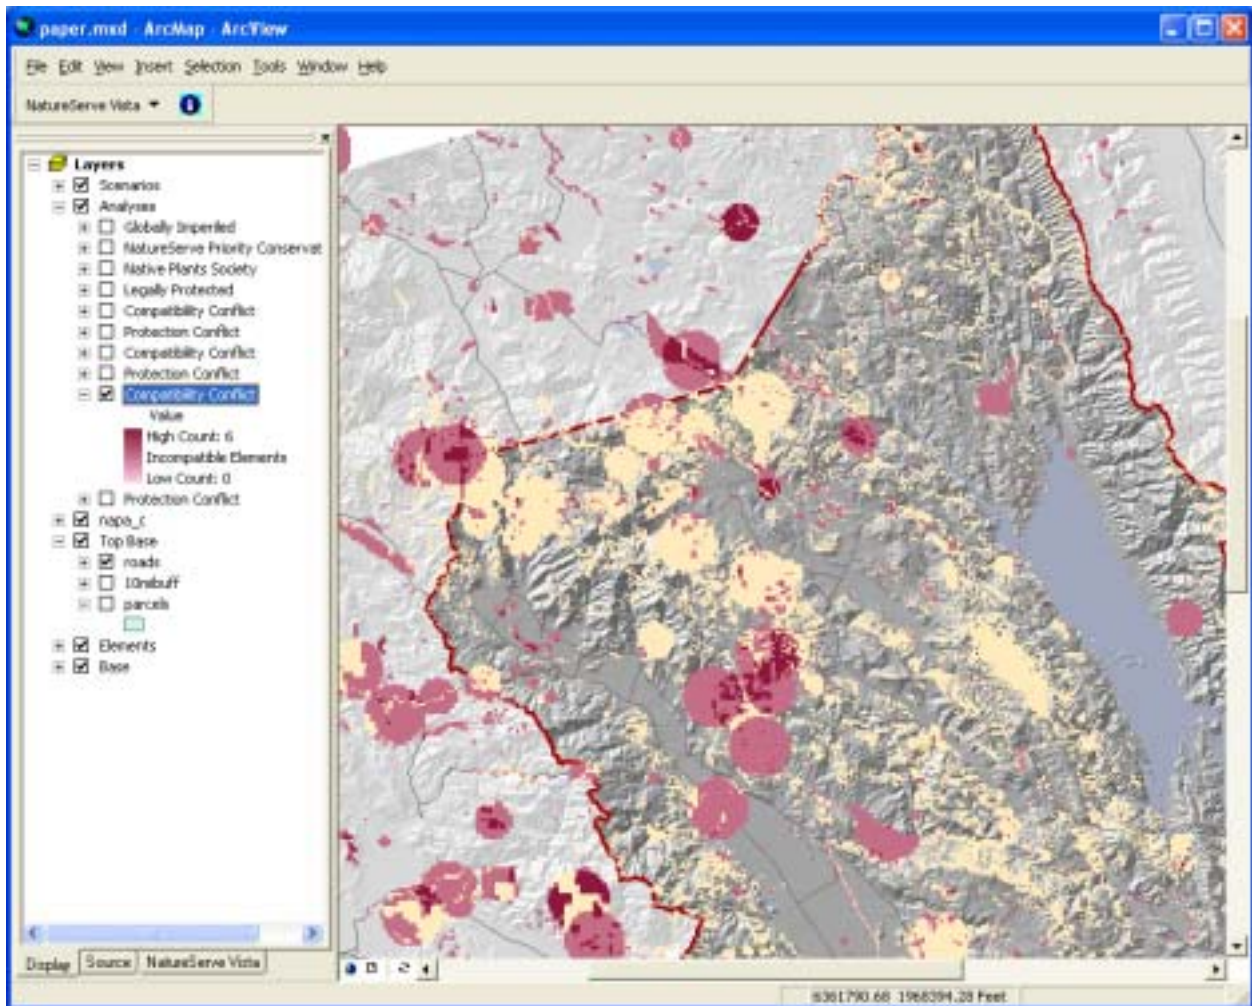 paper.mxd - ArcMap - ArcView
File Edit View Insert Selection Tools Window Help
NatureServe Vista
Layers
Scenarios
Analyses
Globally Imperiled
NatureServe Priority Conservat
Native Plants Society
Legally Protected
Compatibility Conflict
Protection Conflict
Compatibility Conflict
Protection Conflict
Compatibility Conflict
Value
High Count: 6
Incompatible Elements
Low Count: 0
Protection Conflict
napa_c
Top Base
roads
10mibuff
parcels
Elements
Base
Display Source NatureServe Vista
6361790.68 1968394.28 Feet